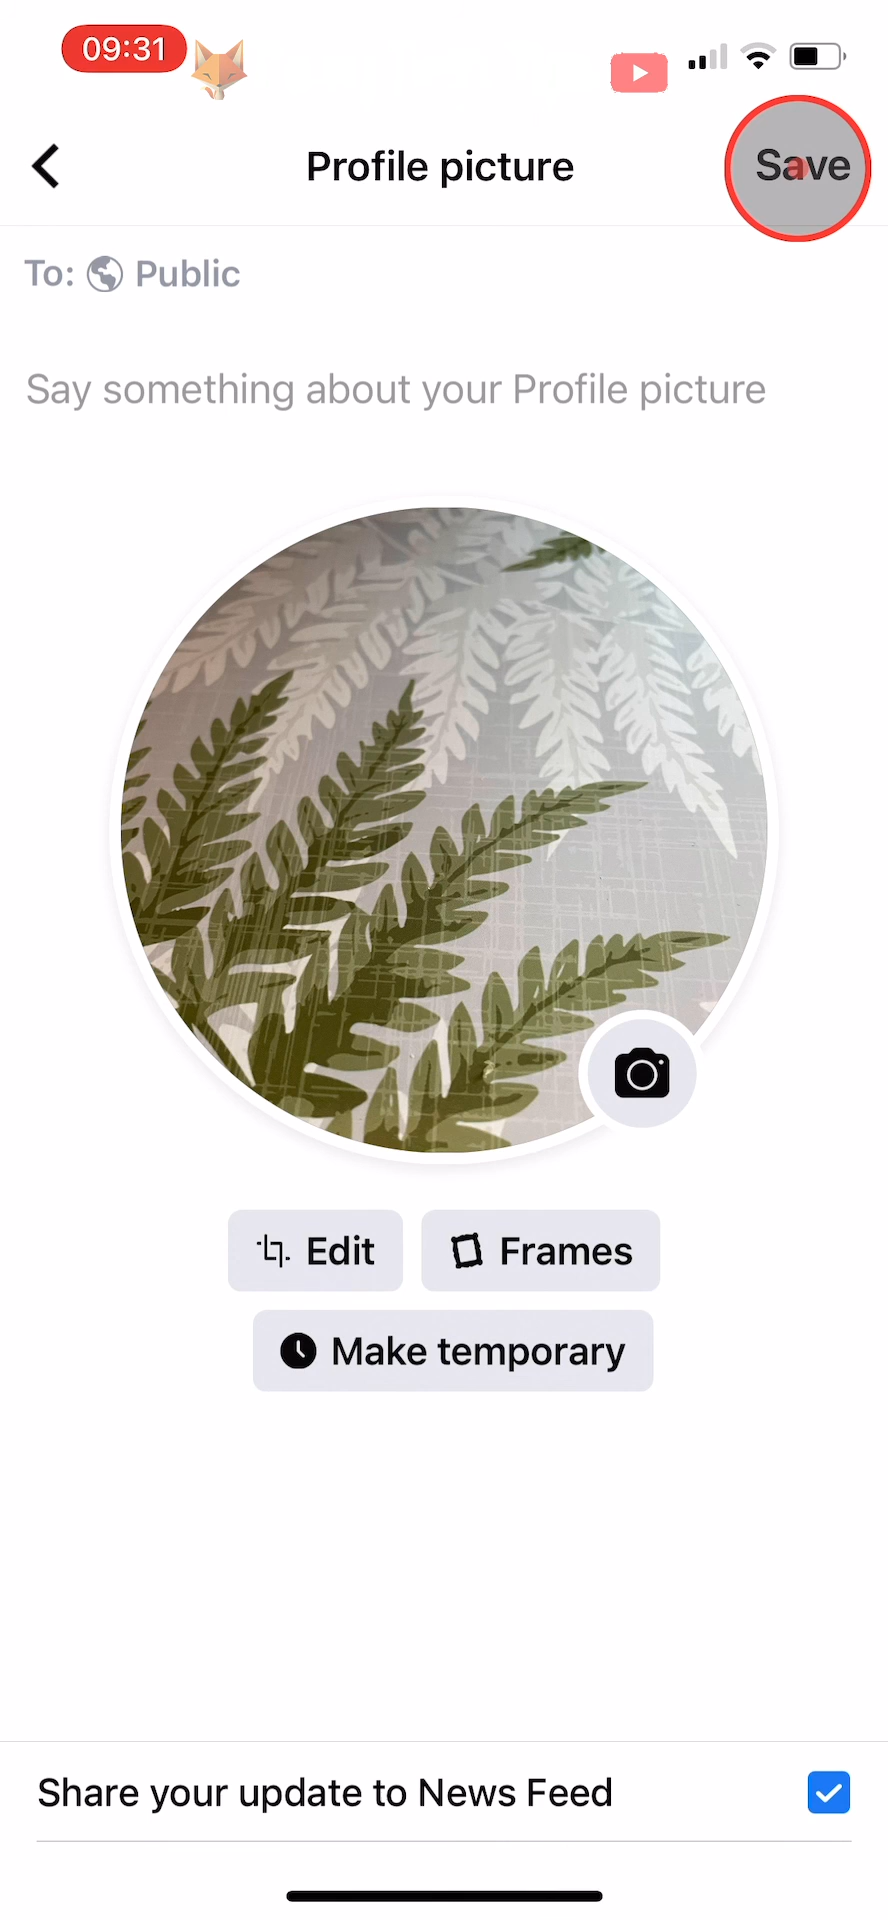 09:31
Profile picture
Save
To: Public
Say something about your Profile picture
Edit
Frames
Make temporary
Share your update to News Feed